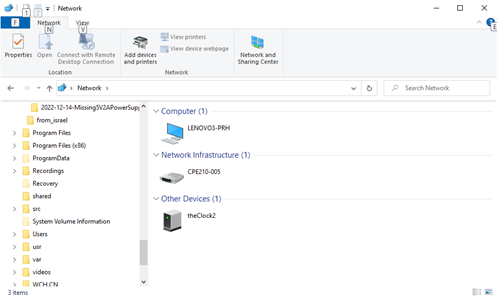 Network
1
2
F
Network
View
N
V
E
Properties
Open
Connect with Remote
Desktop Connection
Location
Add devices
and printers
View printers
View device webpage
Network
Network and
Sharing Center
Network
Search Network
2022-12-14-Missing5V2APowerSupp
from_israel
Program Files
Program Files (x86)
ProgramData
Recordings
Recovery
shared
src
System Volume Information
Users
usr
var
videos
WCH.CN
Computer (1)
LENOVO3-PRH
Network Infrastructure (1)
CPE210-005
Other Devices (1)
theClock2
3 items